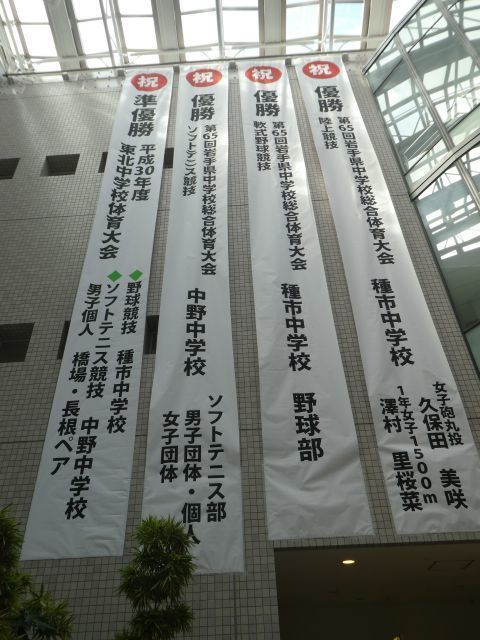 祝
優勝
第65回岩手県中学校総合体育大会
陸上競技
種市中学校
女子砲丸投
久保田 美咲
1年女子1500m
澤村 里桜菜
祝
優勝
第65回岩手県中学校総合体育大会
軟式野球競技
種市中学校
野球部
祝
優勝
第65回岩手県中学校総合体育大会
ソフトテニス競技
中野中学校
ソフトテニス部
男子団体・個人
女子団体
祝
準優勝
平成30年度
東北中学校体育大会
◆野球競技 種市中学校
◆ソフトテニス競技 中野中学校
男子個人 橋場・長根ペア